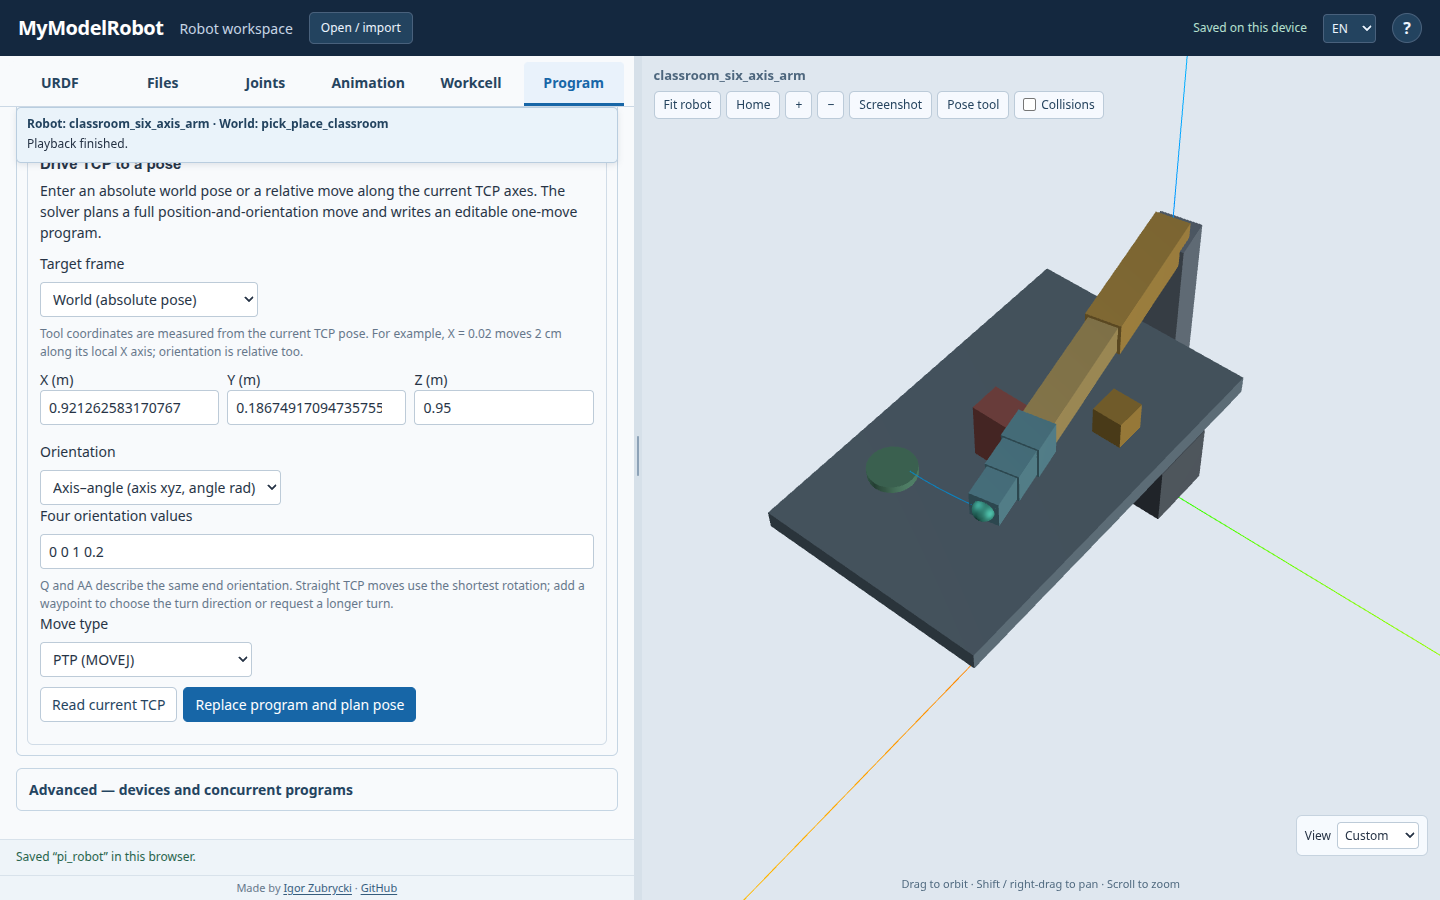 MyModelRobot
Robot workspace
Open / import
Saved on this device
EN
?
URDF
Files
Joints
Animation
Workcell
Program
Robot: classroom_six_axis_arm · World: pick_place_classroom
Playback finished.
Drive TCP to a pose
Enter an absolute world pose or a relative move along the current TCP axes. The
solver plans a full position-and-orientation move and writes an editable one-move
program.
Target frame
World (absolute pose)
Tool coordinates are measured from the current TCP pose. For example, X = 0.02 moves 2 cm
along its local X axis; orientation is relative too.
X (m)
Y (m)
Z (m)
0.921262583170767
0.18674917094735755
0.95
Orientation
Axis–angle (axis xyz, angle rad)
Four orientation values
0 0 1 0.2
Q and AA describe the same end orientation. Straight TCP moves use the shortest rotation; add a
waypoint to choose the turn direction or request a longer turn.
Move type
PTP (MOVEJ)
Read current TCP
Replace program and plan pose
Advanced — devices and concurrent programs
Saved “pi_robot” in this browser.
Made by Igor Zubrycki · GitHub
classroom_six_axis_arm
Fit robot
Home
+
−
Screenshot
Pose tool
Collisions
View
Custom
Drag to orbit · Shift / right-drag to pan · Scroll to zoom